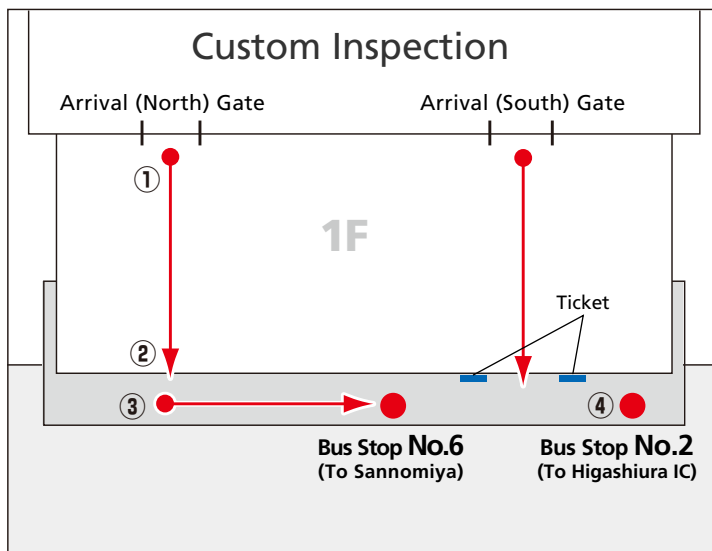 Custom Inspection
Arrival (North) Gate
Arrival (South) Gate
①
1F
Ticket
②
③
④
Bus Stop No.6
(To Sannomiya)
Bus Stop No.2
(To Higashiura IC)